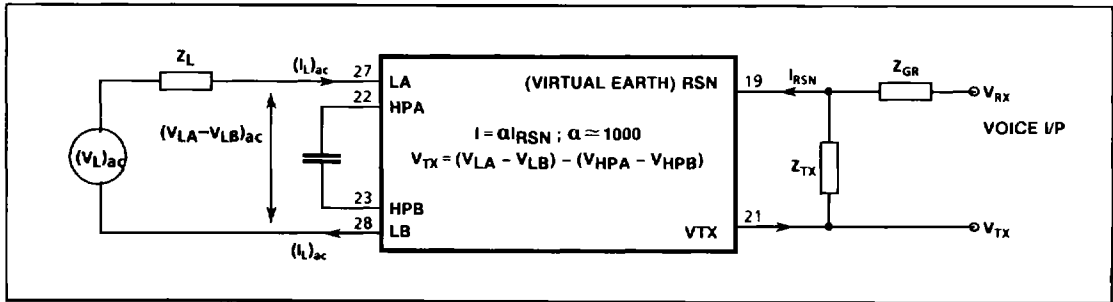 Z_L
(I_L)ac
27
LA
22
HPA
(V_LA–V_LB)ac
(V_L)ac
23
HPB
28
LB
(I_L)ac
(VIRTUAL EARTH) RSN
I = αI_RSN ; α ≃ 1000
V_TX = (V_LA – V_LB) – (V_HPA – V_HPB)
VTX
19
I_RSN
Z_GR
V_RX
VOICE I/P
Z_TX
21
V_TX